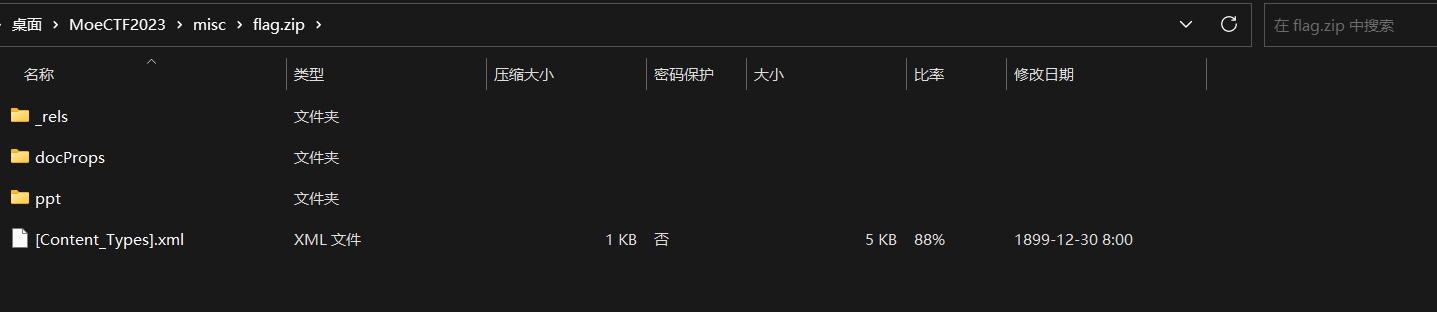 桌面 › MoeCTF2023 › misc › flag.zip ›
在 flag.zip 中搜索
名称 类型 压缩大小 密码保护 大小 比率 修改日期
_rels 文件夹
docProps 文件夹
ppt 文件夹
[Content_Types].xml XML 文件 1 KB 否 5 KB 88% 1899-12-30 8:00